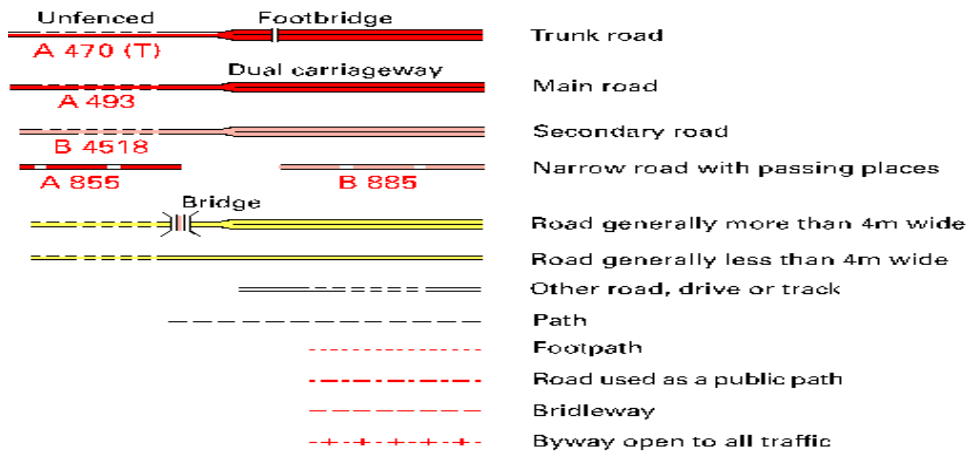 Unfenced Footbridge
Trunk road
A 470 (T)
Dual carriageway
Main road
A 493
Secondary road
B 4518
Narrow road with passing places
A 855 B 885
Bridge
Road generally more than 4m wide
Road generally less than 4m wide
Other road, drive or track
Path
Footpath
Road used as a public path
Bridleway
Byway open to all traffic